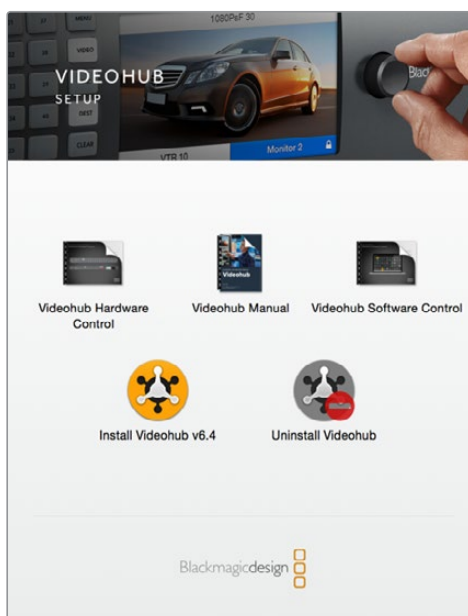 1080PsF 30
MENU
VIDEO
VIDEOHUB
SETUP
DEST
CLEAR
VTR 10
Monitor 2
Black
Videohub
Videohub Hardware
Control
Videohub Manual
Videohub Software Control
Install Videohub v6.4
Uninstall Videohub
Blackmagicdesign